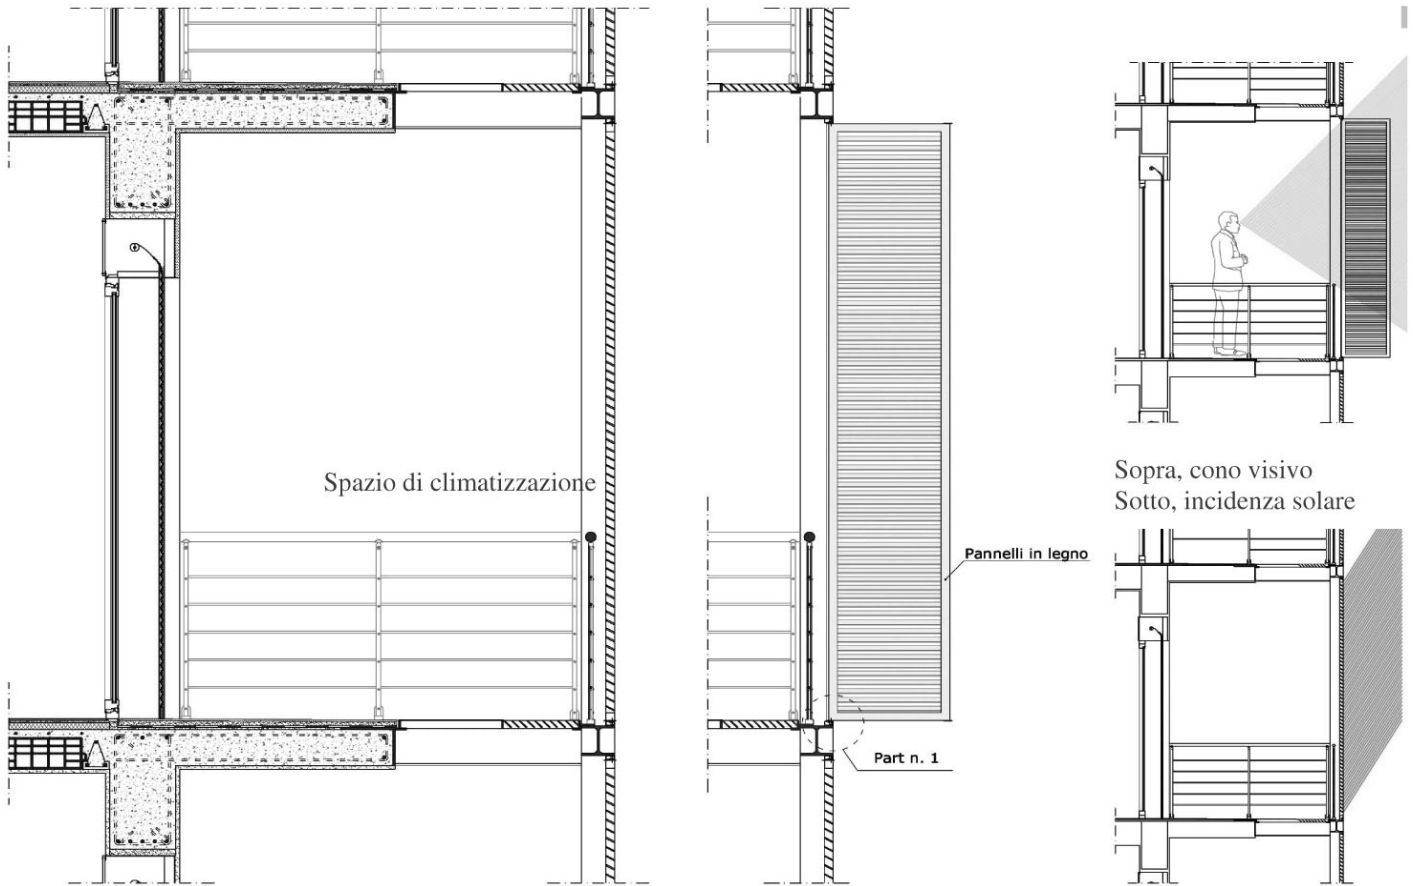 Spazio di climatizzazione
Pannelli in legno
Part n. 1
Sopra, cono visivo
Sotto, incidenza solare